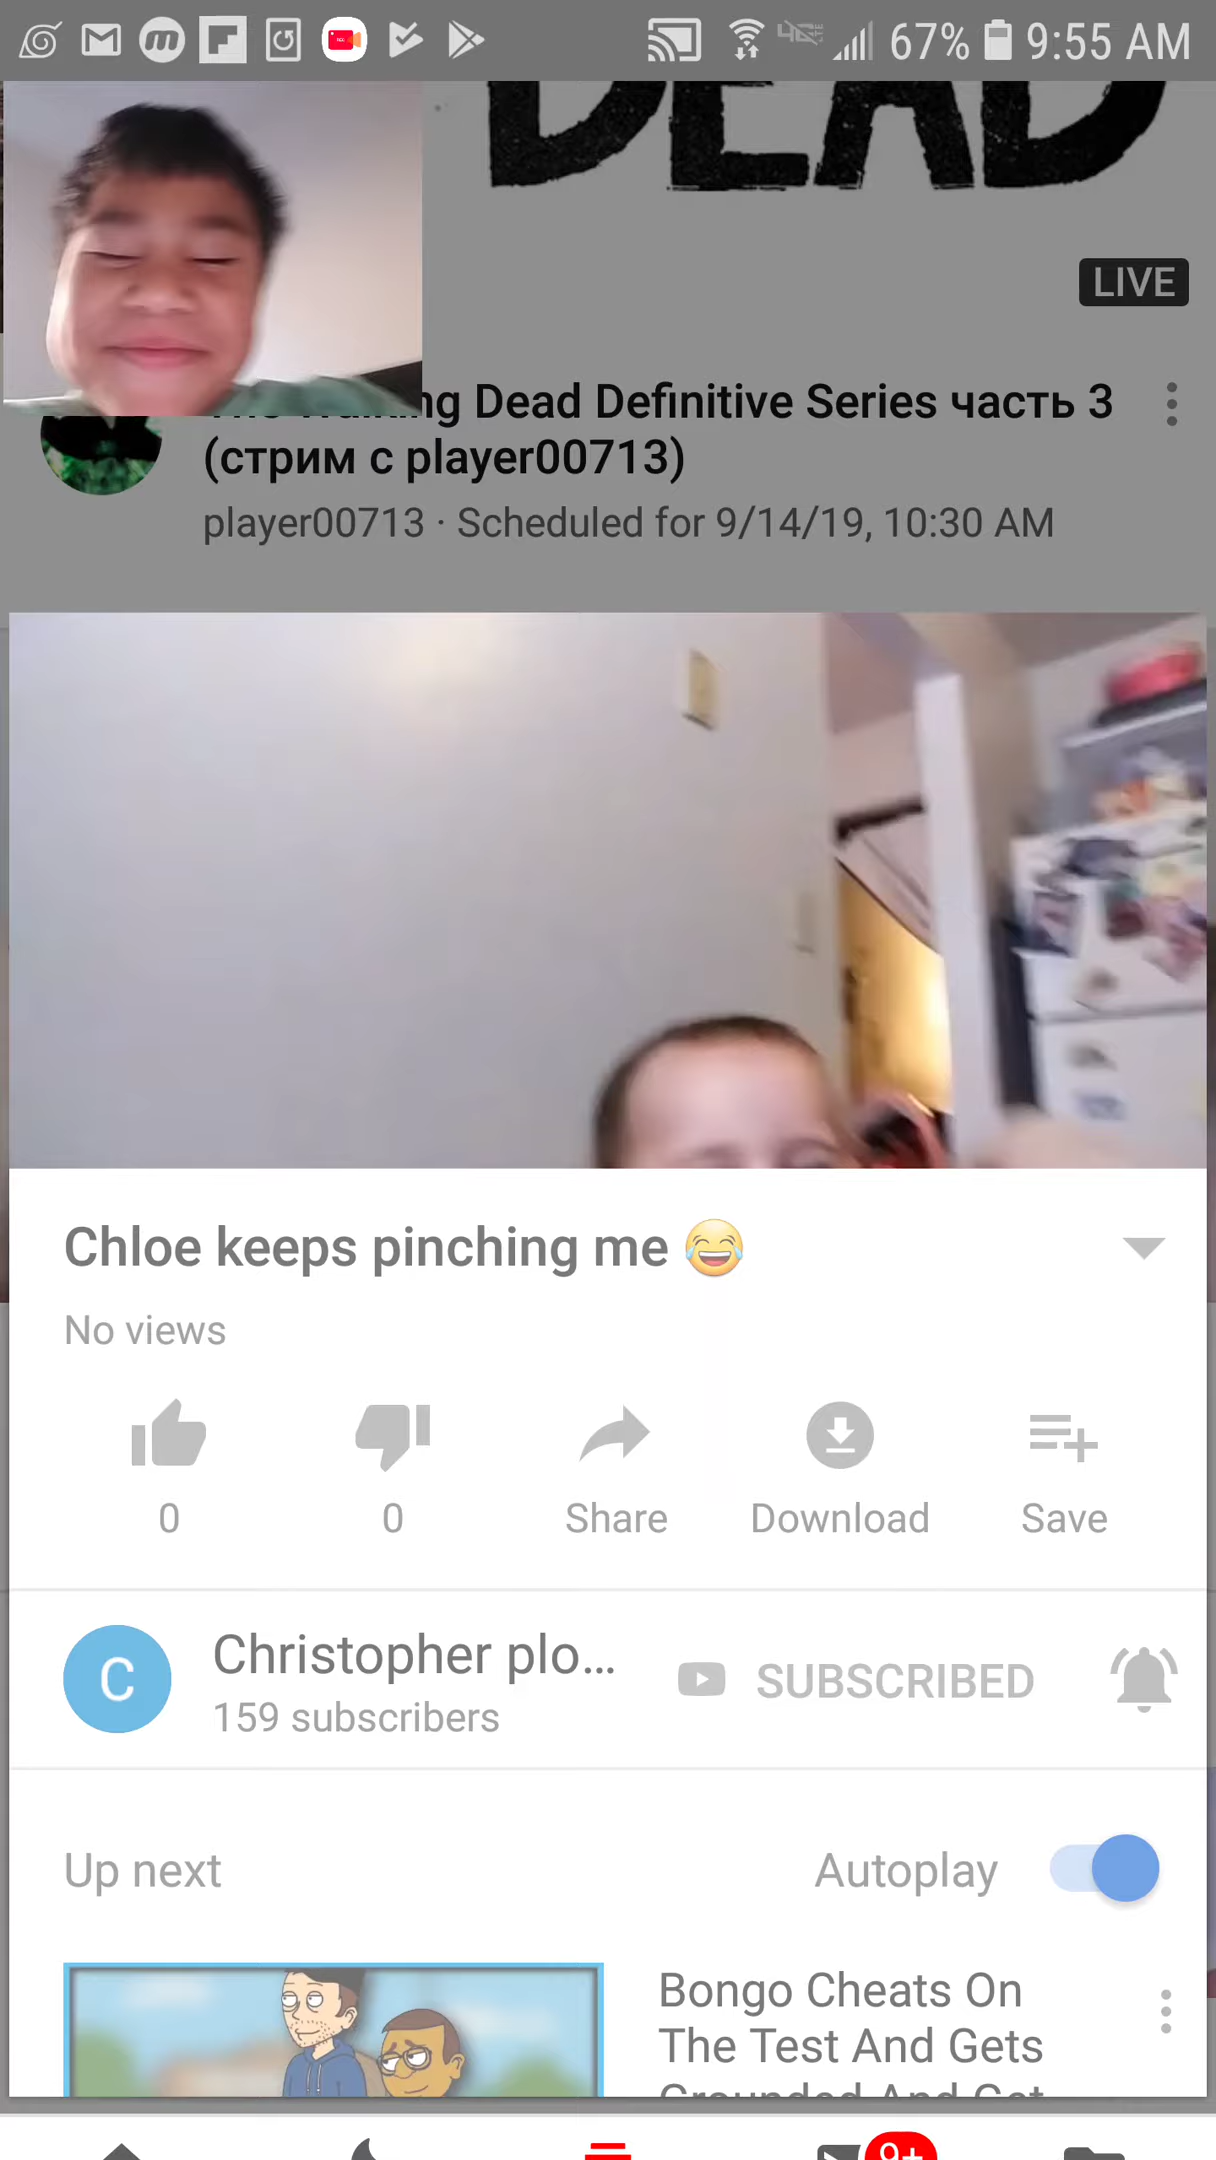 67% 9:55 AM
DEAD
LIVE
Dead Definitive Series часть 3
(стрим с player00713)
player00713 · Scheduled for 9/14/19, 10:30 AM
Chloe keeps pinching me 😂
No views
0 0 Share Download Save
C
Christopher plo...
SUBSCRIBED
159 subscribers
Up next
Autoplay
Bongo Cheats On
The Test And Gets
Grounded And Get
9+